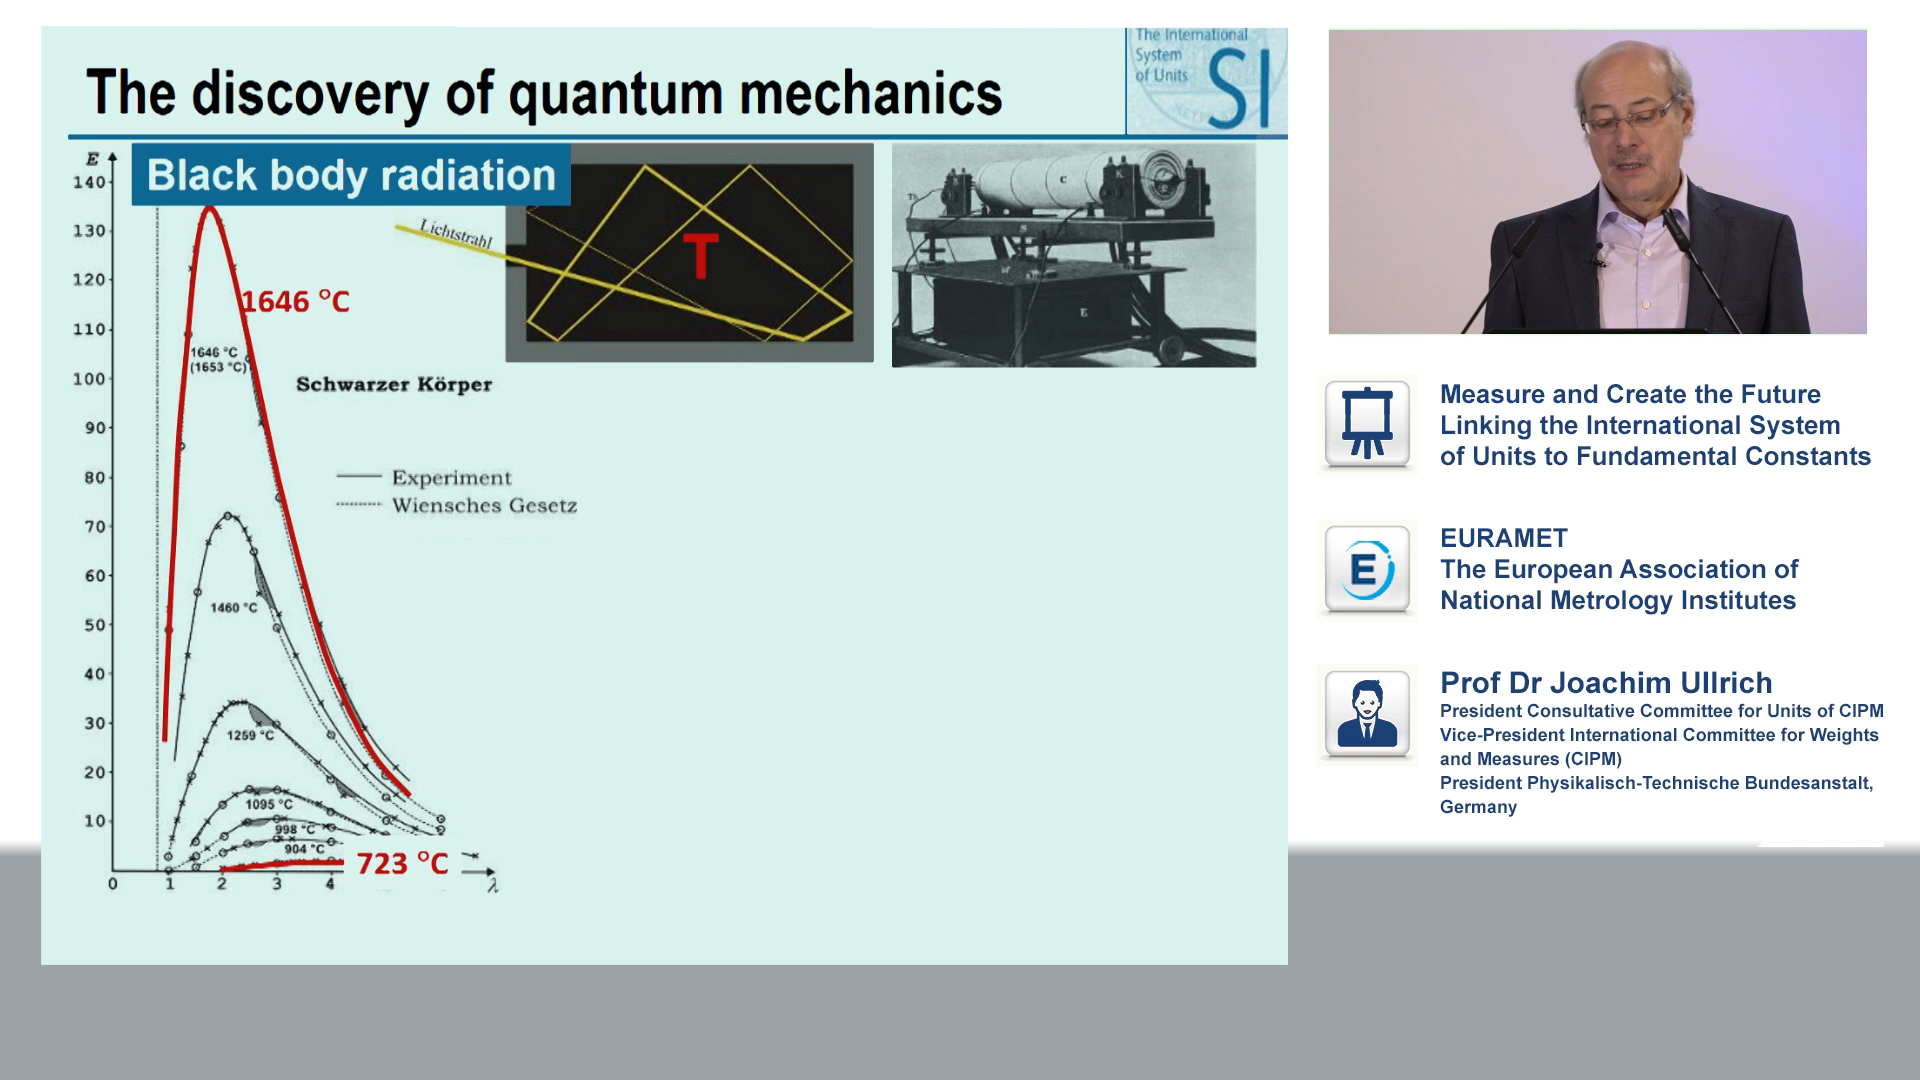 The International
System
of Units
SI
The discovery of quantum mechanics
Black body radiation
E
140
130
120
110
100
90
80
70
60
50
40
30
20
10
0
1
2
3
4
λ
1646 °C
1646 °C
(1653 °C)
1460 °C
1259 °C
1095 °C
998 °C
904 °C
723 °C
Schwarzer Körper
Experiment
Wiensches Gesetz
Lichtstrahl
T
C
K
S
E
Measure and Create the Future
Linking the International System
of Units to Fundamental Constants
E
EURAMET
The European Association of
National Metrology Institutes
Prof Dr Joachim Ullrich
President Consultative Committee for Units of CIPM
Vice-President International Committee for Weights
and Measures (CIPM)
President Physikalisch-Technische Bundesanstalt,
Germany